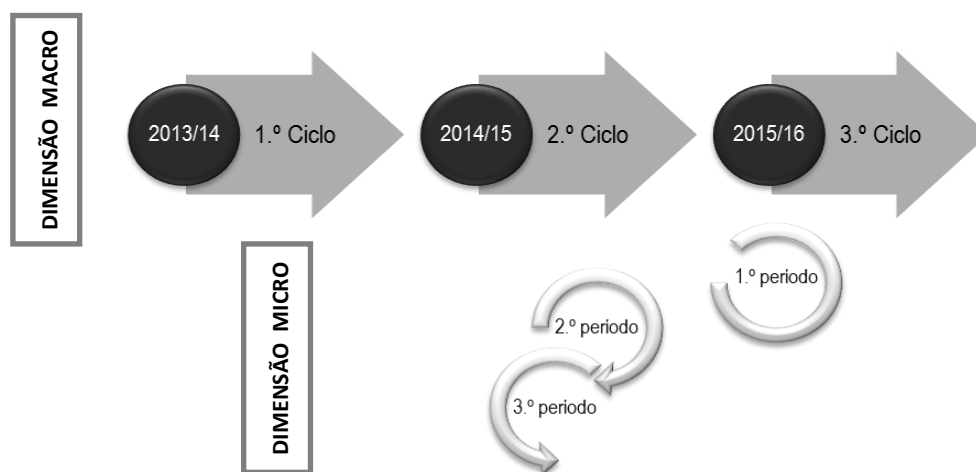 DIMENSÃO MACRO
2013/14
1.º Ciclo
2014/15
2.º Ciclo
2015/16
3.º Ciclo
DIMENSÃO MICRO
1.º periodo
2.º periodo
3.º periodo